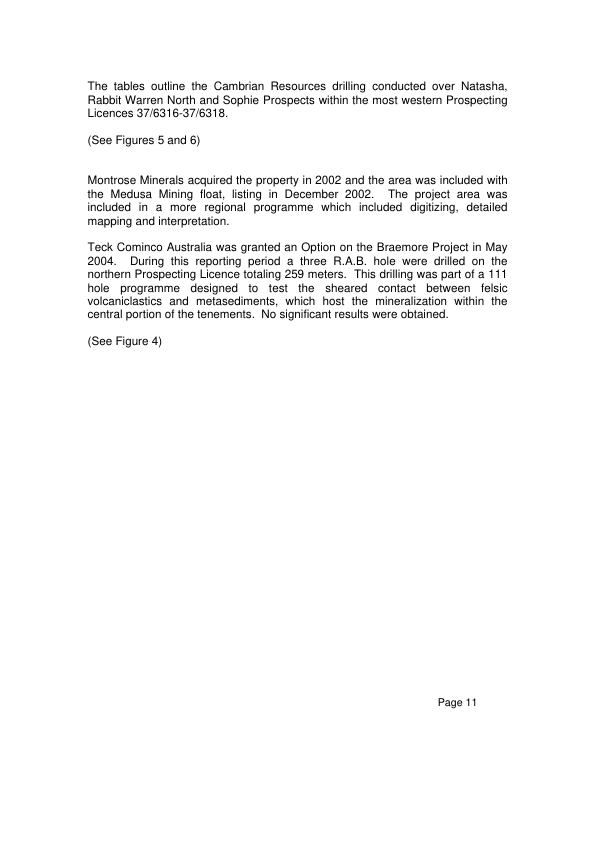 The tables outline the Cambrian Resources drilling conducted over Natasha,
Rabbit Warren North and Sophie Prospects within the most western Prospecting
Licences 37/6316-37/6318.
(See Figures 5 and 6)
Montrose Minerals acquired the property in 2002 and the area was included with
the Medusa Mining float, listing in December 2002. The project area was
included in a more regional programme which included digitizing, detailed
mapping and interpretation.
Teck Cominco Australia was granted an Option on the Braemore Project in May
2004. During this reporting period a three R.A.B. hole were drilled on the
northern Prospecting Licence totaling 259 meters. This drilling was part of a 111
hole programme designed to test the sheared contact between felsic
volcaniclastics and metasediments, which host the mineralization within the
central portion of the tenements. No significant results were obtained.
(See Figure 4)
Page 11